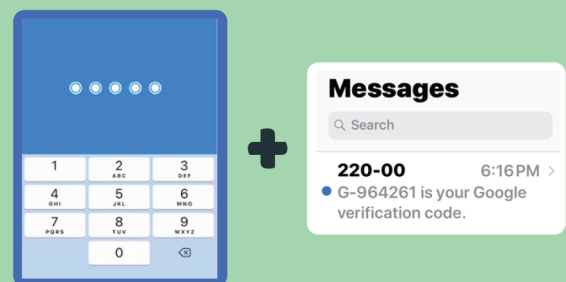 1 2 3
ABC DEF
4 5 6
GHI JKL MNO
7 8 9
PQRS TUV WXYZ
0
Messages
Search
220-00 6:16PM
G-964261 is your Google
verification code.